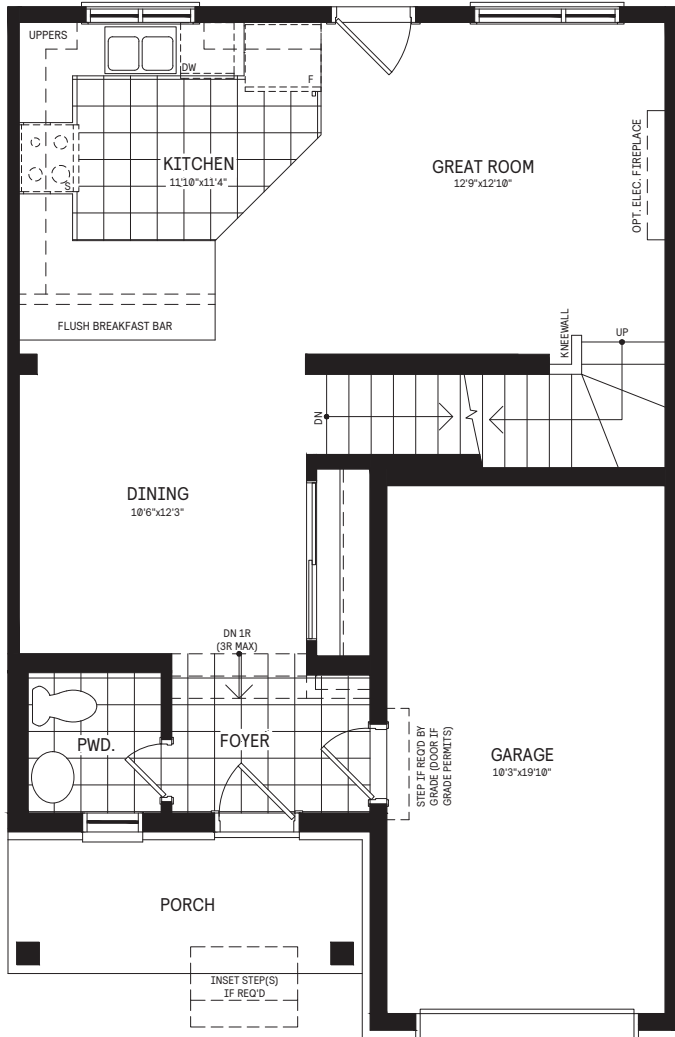 UPPERS
DW
F
S
KITCHEN
11'10"x11'4"
GREAT ROOM
12'9"x12'10"
OPT. ELEC. FIREPLACE
FLUSH BREAKFAST BAR
KNEEWALL
UP
DN
DINING
10'6"x12'3"
DN 1R
(3R MAX)
PWD.
FOYER
STEP IF REQ'D BY
GRADE (DOOR IF
GRADE PERMITS)
GARAGE
10'3"x19'10"
PORCH
INSET STEP(S)
IF REQ'D